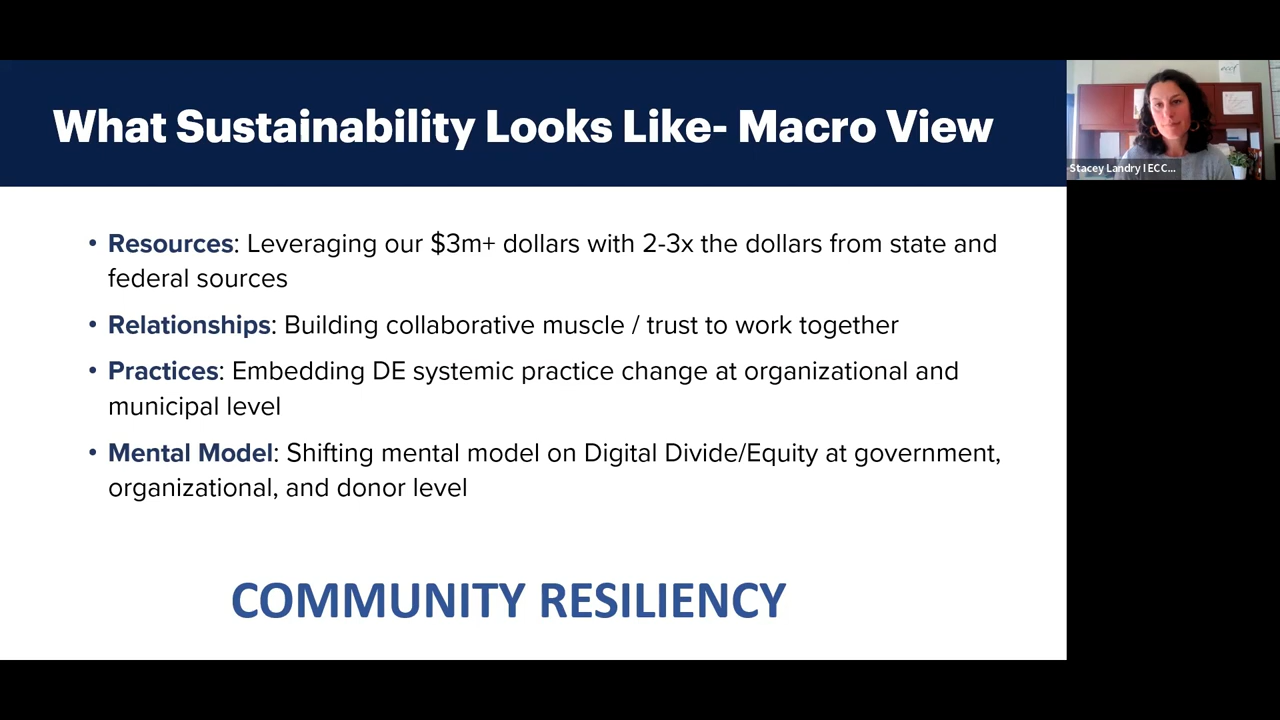 What Sustainability Looks Like- Macro View
• Resources: Leveraging our $3m+ dollars with 2-3x the dollars from state and
federal sources
• Relationships: Building collaborative muscle / trust to work together
• Practices: Embedding DE systemic practice change at organizational and
municipal level
• Mental Model: Shifting mental model on Digital Divide/Equity at government,
organizational, and donor level
COMMUNITY RESILIENCY
Stacey Landry I ECC...
eccf